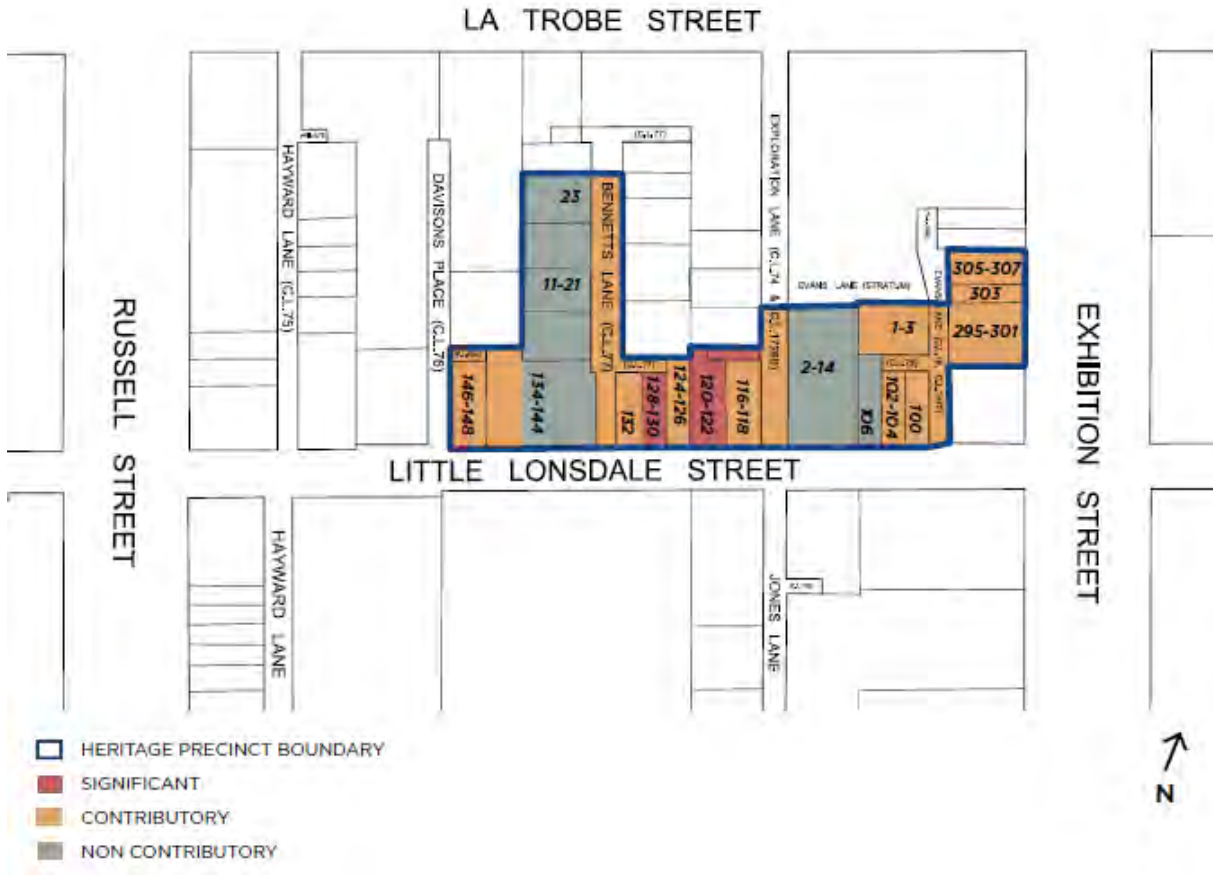 LA TROBE STREET
HAYWARD LANE (C.L.75)
DAVISONS PLACE (C.L.76)
(C.L.77)
BENNETTS LANE (C.L.77)
EXPLORATION LANE (C.L.74 &
23
11-21
EVANS LANE (STRATUM)
305-307
303
295-301
1-3
2-14
146-148
134-144
132
128-130
124-126
120-122
116-118
106
102-104
100
RUSSELL STREET
EXHIBITION STREET
LITTLE LONSDALE STREET
HAYWARD LANE
JONES LANE
HERITAGE PRECINCT BOUNDARY
SIGNIFICANT
CONTRIBUTORY
NON CONTRIBUTORY
N